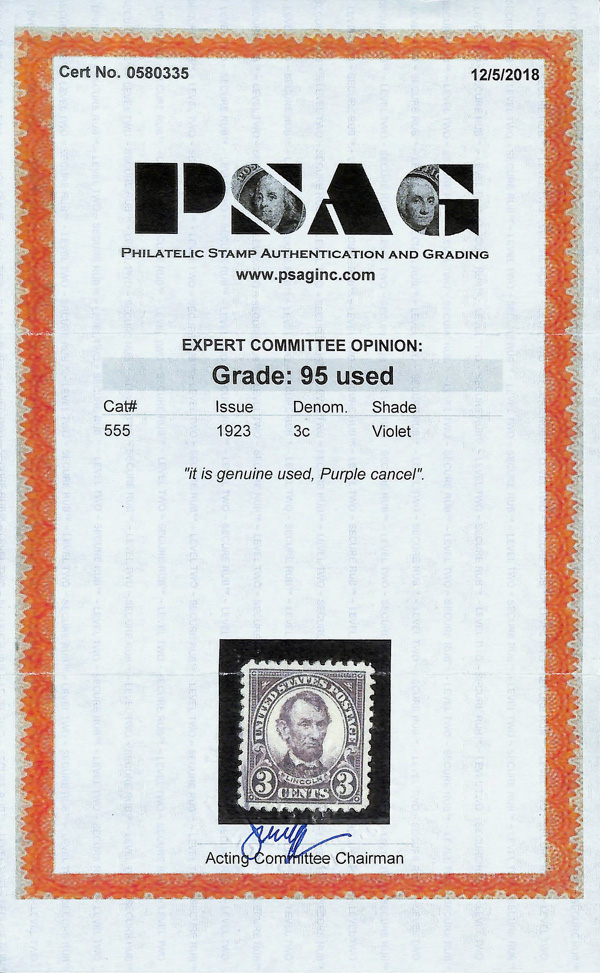 Cert No. 0580335 12/5/2018
PSAG
PHILATELIC STAMP AUTHENTICATION AND GRADING
www.psaginc.com
EXPERT COMMITTEE OPINION:
Grade: 95 used
Cat# Issue Denom. Shade
555 1923 3c Violet
"it is genuine used, Purple cancel".
UNITED STATES POSTAGE
LINCOLN
3 CENTS 3
Acting Committee Chairman